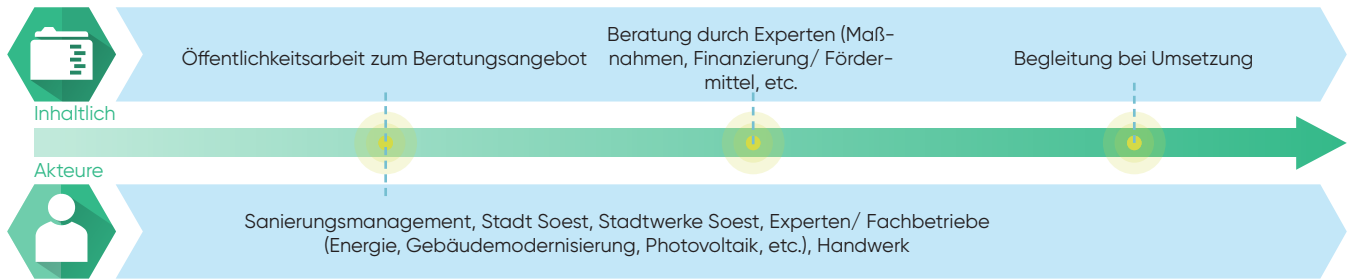 Öffentlichkeitsarbeit zum Beratungsangebot
Beratung durch Experten (Maß-
nahmen, Finanzierung/ Förder-
mittel, etc.
Begleitung bei Umsetzung
Inhaltlich
Akteure
Sanierungsmanagement, Stadt Soest, Stadtwerke Soest, Experten/ Fachbetriebe
(Energie, Gebäudemodernisierung, Photovoltaik, etc.), Handwerk